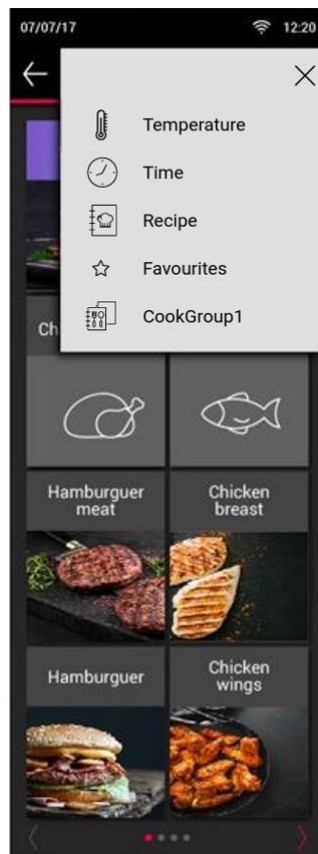 07/07/17 12:20
Temperature
Time
Recipe
Favourites
CookGroup1
Ch
Hamburguer
meat
Chicken
breast
Hamburguer
Chicken
wings